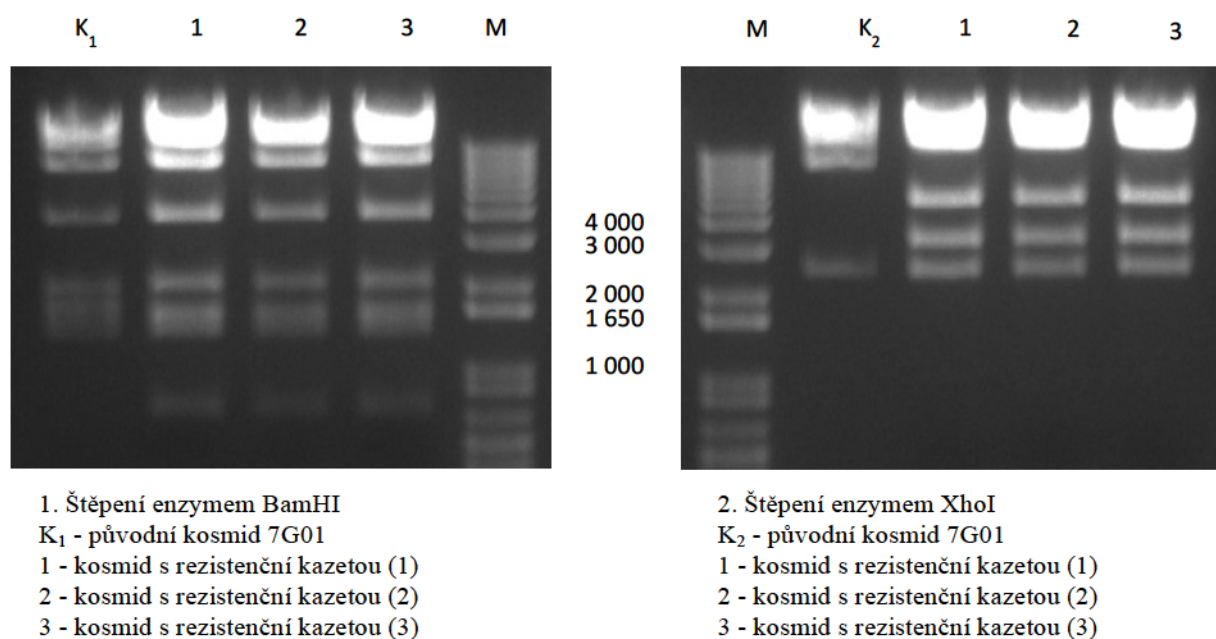 K₁ 1 2 3 M
M K₂ 1 2 3
4 000
3 000
2 000
1 650
1 000
1. Štěpení enzymem BamHI
K₁ - původní kosmid 7G01
1 - kosmid s rezistenční kazetou (1)
2 - kosmid s rezistenční kazetou (2)
3 - kosmid s rezistenční kazetou (3)
2. Štěpení enzymem XhoI
K₂ - původní kosmid 7G01
1 - kosmid s rezistenční kazetou (1)
2 - kosmid s rezistenční kazetou (2)
3 - kosmid s rezistenční kazetou (3)